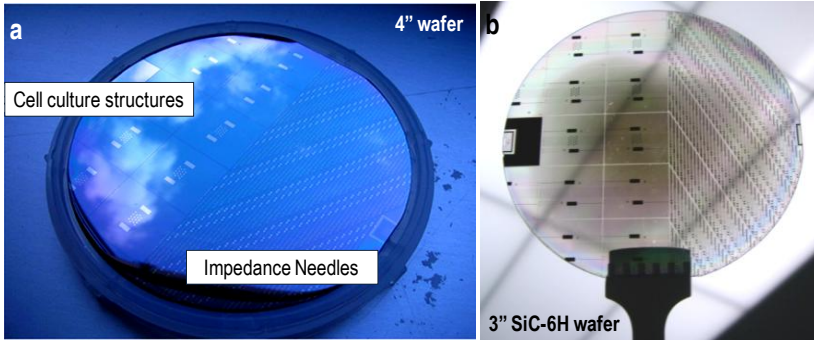 a
4” wafer
Cell culture structures
Impedance Needles
b
3” SiC-6H wafer